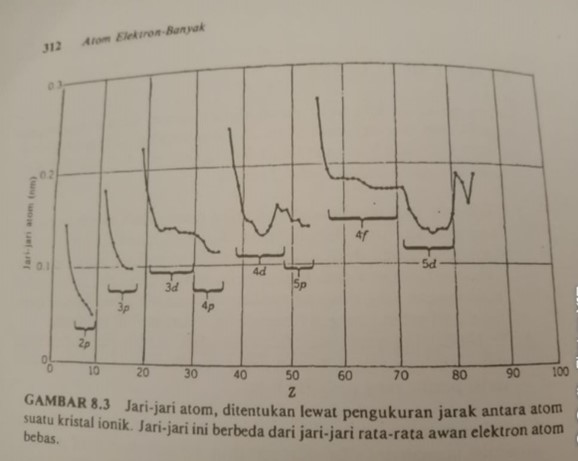 312 Atom Elektron-Banyak
0.3
0.2
0.1
0
Jari-jari atom (nm)
2p
3p
3d
4p
4d
5p
4f
5d
0 10 20 30 40 50 60 70 80 90 100
Z
GAMBAR 8.3 Jari-jari atom, ditentukan lewat pengukuran jarak antara atom
suatu kristal ionik. Jari-jari ini berbeda dari jari-jari rata-rata awan elektron atom
bebas.